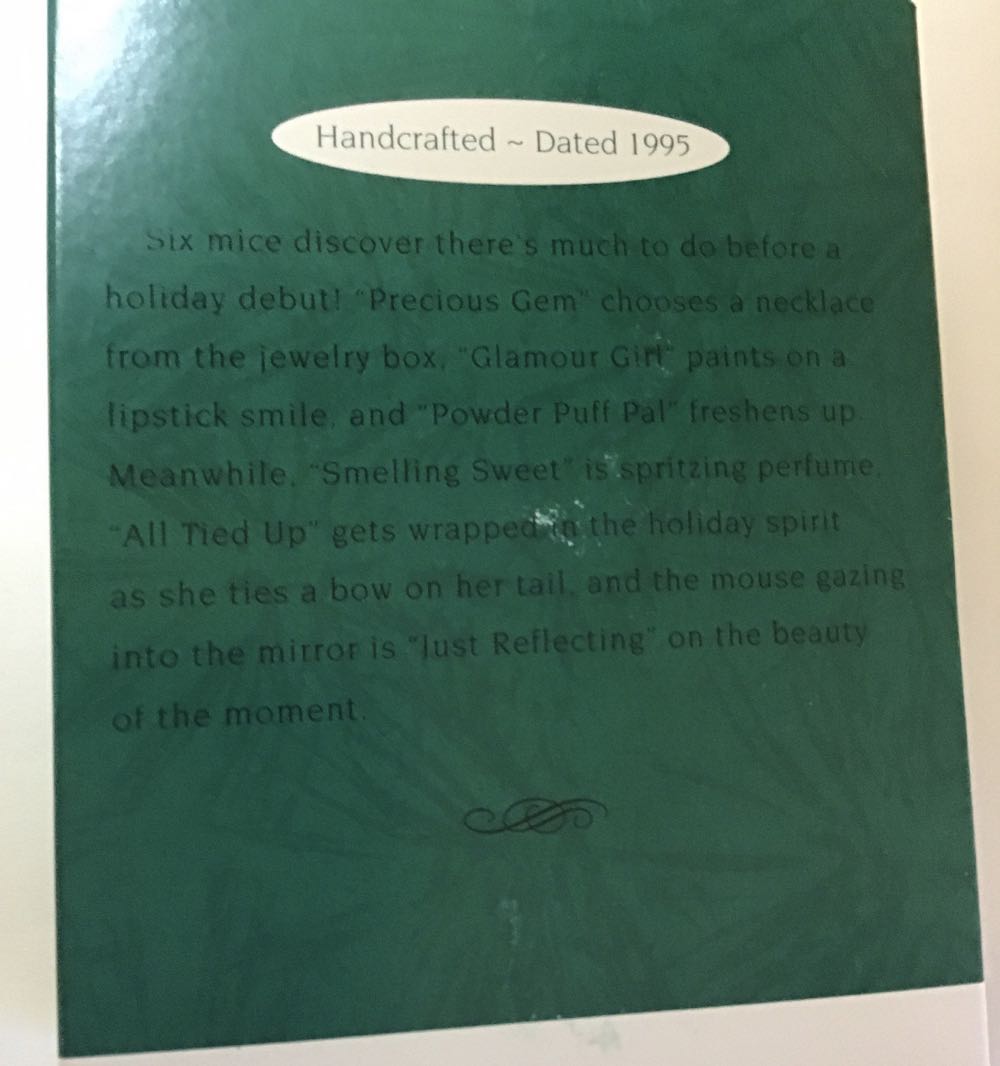 Handcrafted ~ Dated 1995
Six mice discover there's much to do before a
holiday debut! "Precious Gem" chooses a necklace
from the jewelry box, "Glamour Girl" paints on a
lipstick smile, and "Powder Puff Pal" freshens up.
Meanwhile, "Smelling Sweet" is spritzing perfume,
"All Tied Up" gets wrapped in the holiday spirit
as she ties a bow on her tail, and the mouse gazing
into the mirror is "Just Reflecting" on the beauty
of the moment.